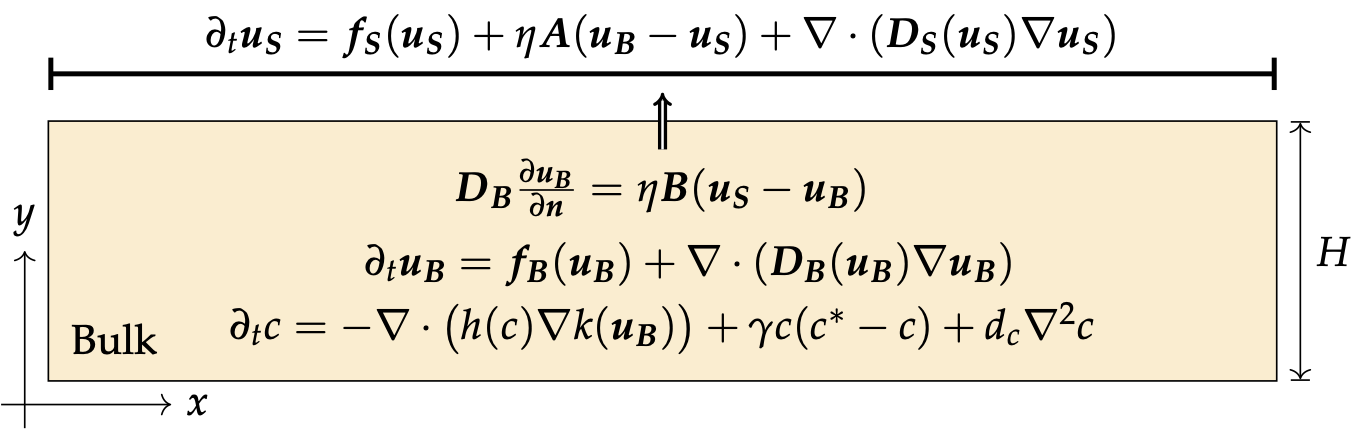 ∂ₜu_S = f_S(u_S) + ηA(u_B − u_S) + ∇ · (D_S(u_S)∇u_S)
D_B ∂u_B/∂n = ηB(u_S − u_B)
y
∂ₜu_B = f_B(u_B) + ∇ · (D_B(u_B)∇u_B)
H
Bulk ∂ₜc = −∇ · (h(c)∇k(u_B)) + γc(c* − c) + d_c∇²c
x